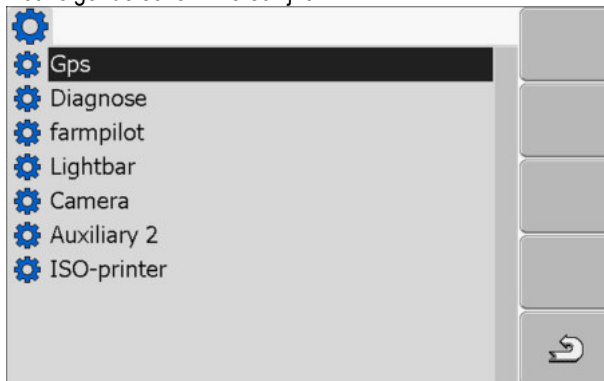 Gps
Diagnose
farmpilot
Lightbar
Camera
Auxiliary 2
ISO-printer